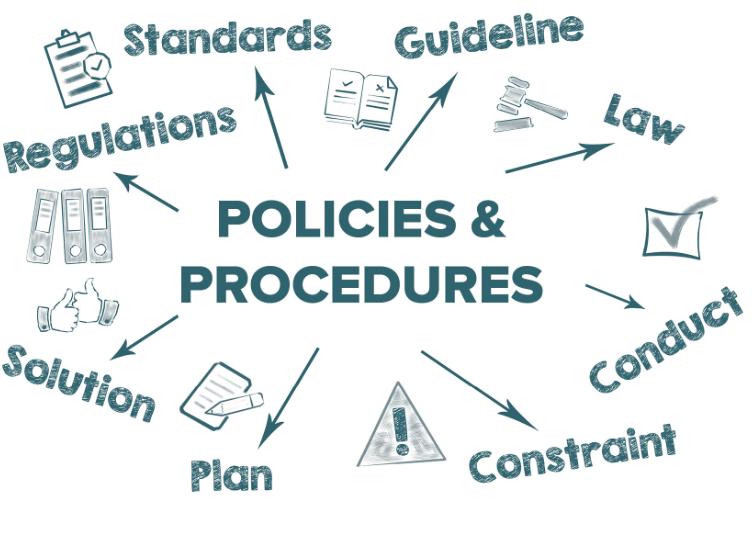 Standards
Guideline
Regulations
Law
POLICIES &
PROCEDURES
Solution
Conduct
Plan
Constraint